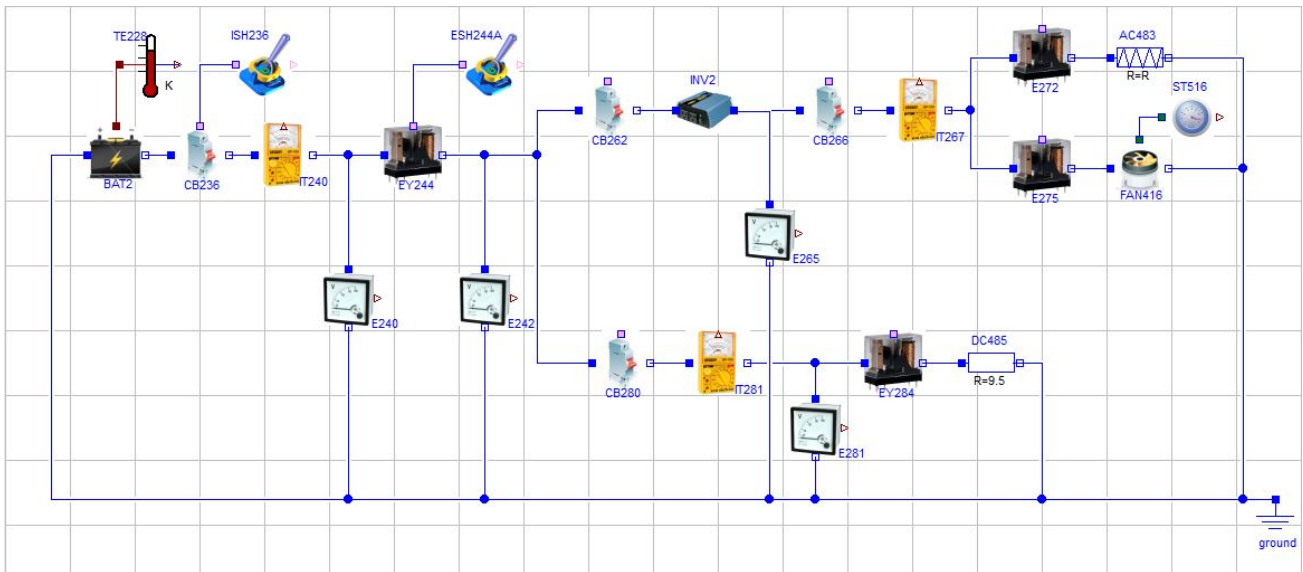 TE228
K
ISH236
ESH244A
BAT2
CB236
IT240
EY244
CB262
INV2
CB266
IT267
E272
AC483
R=R
ST516
E275
FAN416
V
E240
V
E242
V
E265
CB280
IT281
EY284
DC485
R=9.5
V
E281
ground